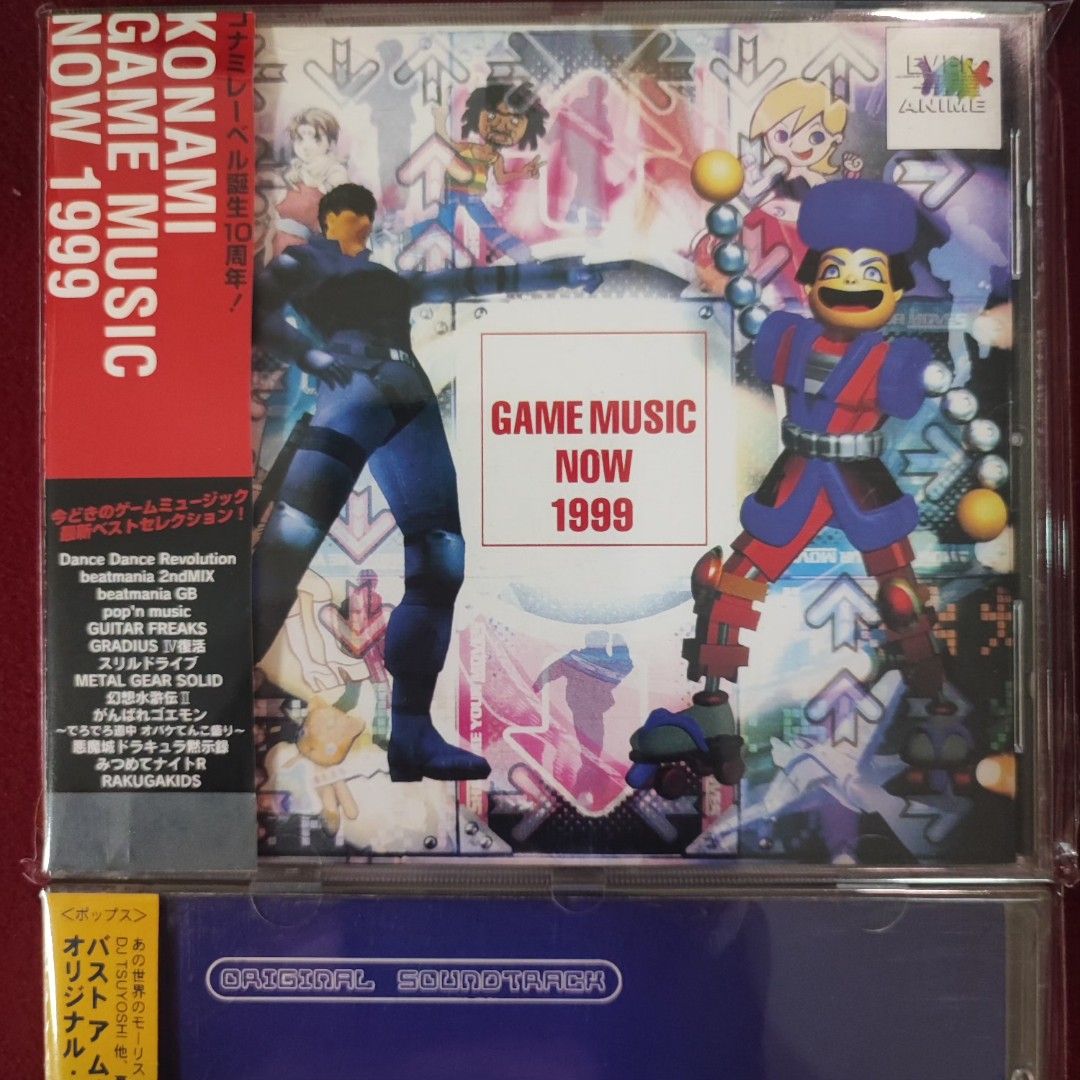 KONAMI
GAME MUSIC
NOW 1999
コナミレーベル誕生10周年!
今どきのゲームミュージック
最新ベストセレクション!
Dance Dance Revolution
beatmania 2ndMIX
beatmania GB
pop'n music
GUITAR FREAKS
GRADIUS Ⅳ復活
スリルドライブ
METAL GEAR SOLID
幻想水滸伝Ⅱ
がんばれゴエモン
〜でろでろ道中 オバケてんこ盛り〜
悪魔城ドラキュラ黙示録
みつめてナイトR
RAKUGAKIDS
EVER
ANIME
GAME MUSIC
NOW
1999
<ポップス>
あの世界のモーリス
DJ TSUYOSHI 他、
バスト ア ム
オリジナル・
ORIGINAL SOUNDTRACK